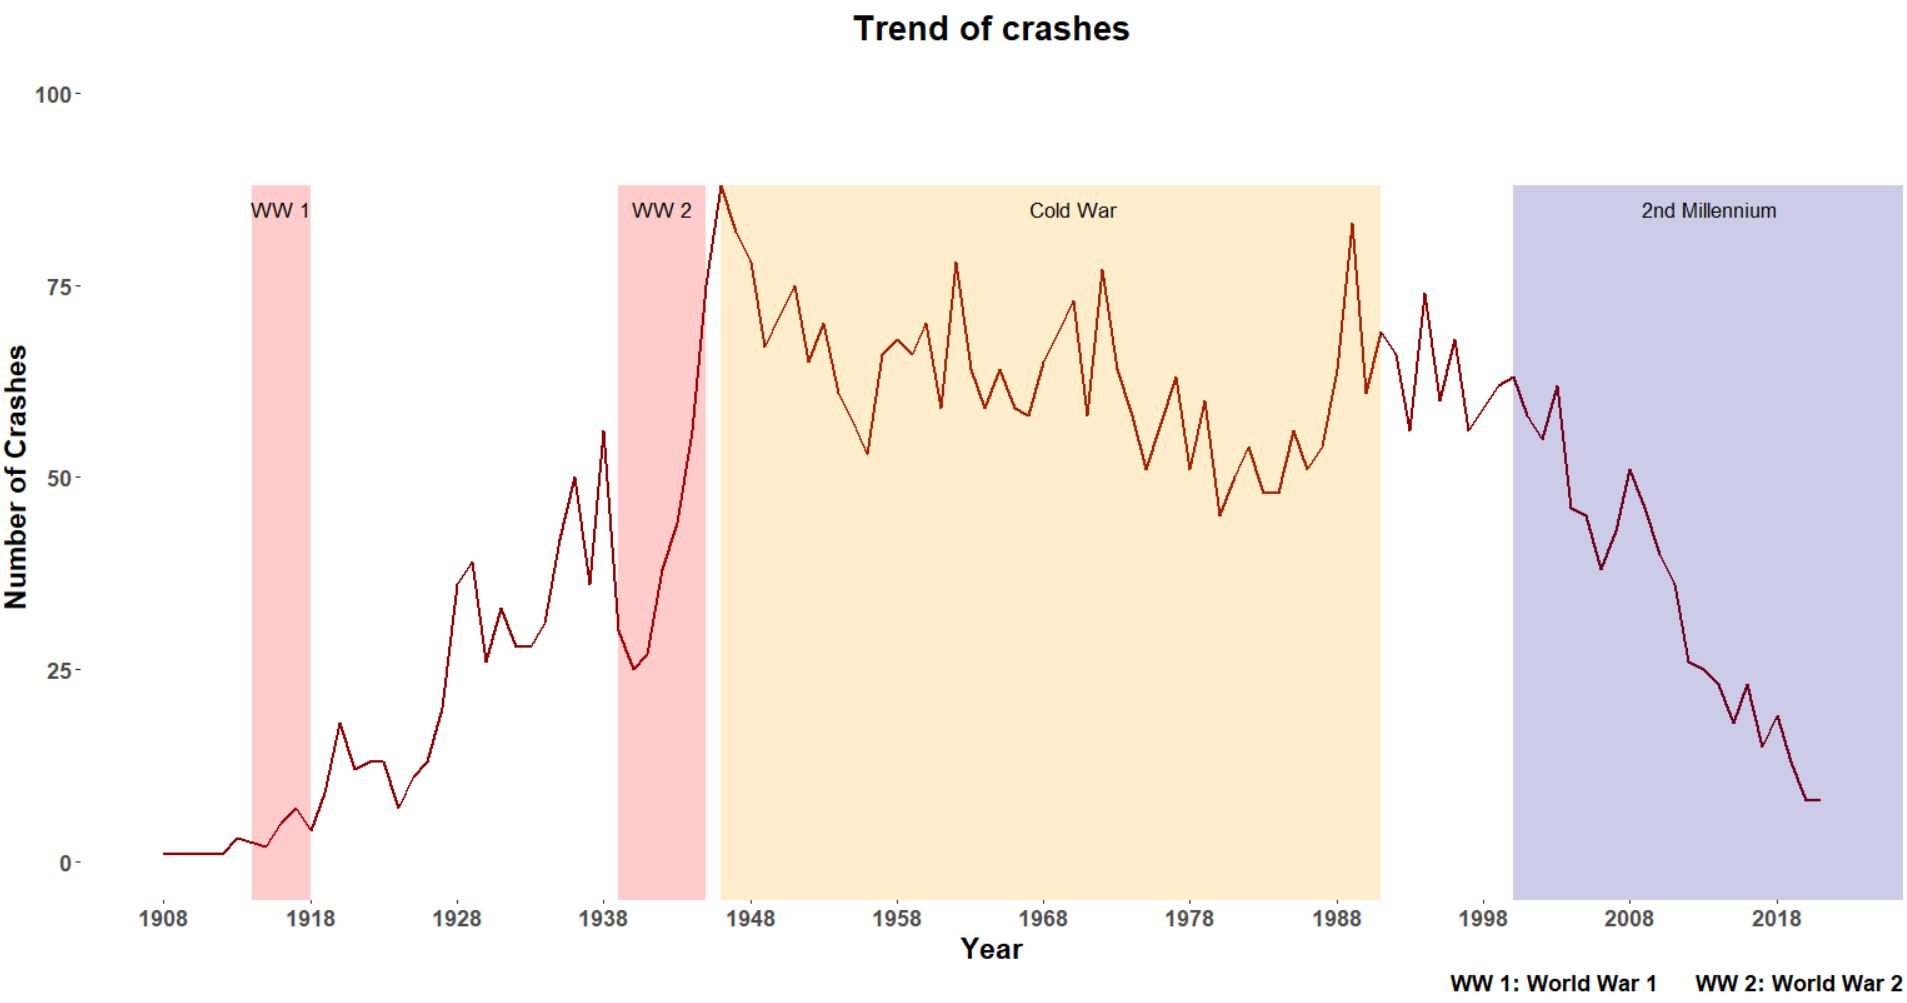 Trend of crashes
100
WW 1
WW 2
Cold War
2nd Millennium
75
50
25
0
Number of Crashes
1908 1918 1928 1938 1948 1958 1968 1978 1988 1998 2008 2018
Year
WW 1: World War 1 WW 2: World War 2